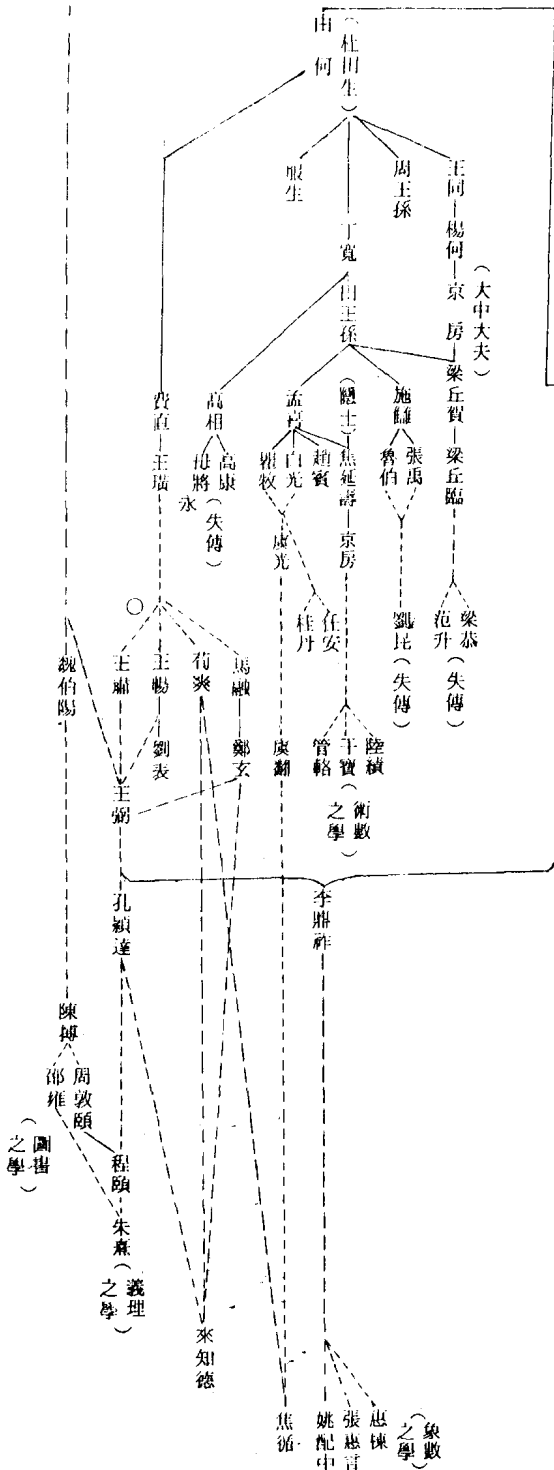 （杜田生）
田何
王同
楊何
京房
（大中大夫）
梁丘賀
梁丘臨
梁恭
范升（失傳）
周王孫
丁寬
田王孫
服生
施讎
張禹
魯伯
劉昆（失傳）
孟喜
（隱士）焦延壽
京房
趙賓
白光
翟牧
虞光
任安
桂丹
陸績
干寶
管輅
（術數之學）
虞翻
高相
高康（失傳）
毋將永
費直
王璜
馬融
鄭玄
荀爽
王暢
劉表
王肅
王弼
○
魏伯陽
孔穎達
李鼎祚
陳摶
周敦頤
邵雍
（圖書之學）
程頤
朱熹（義理之學）
來知德
焦循
姚配中
張惠言
惠棟
（象數之學）